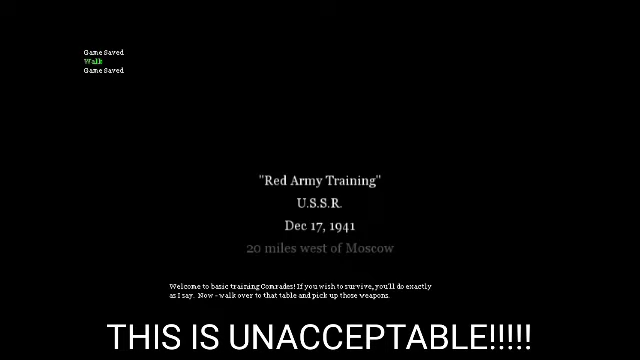 Game Saved
Walk
Game Saved
"Red Army Training"
U.S.S.R.
Dec 17, 1941
20 miles west of Moscow
Welcome to basic training Comrades! If you wish to survive, you'll do exactly
as I say.  Now - walk over to that table and pick up those weapons.
THIS IS UNACCEPTABLE!!!!!